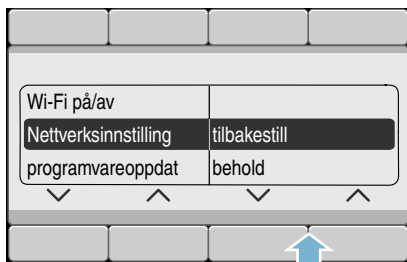 Wi-Fi på/av
Nettverksinnstilling tilbakestill
programvareoppdat behold